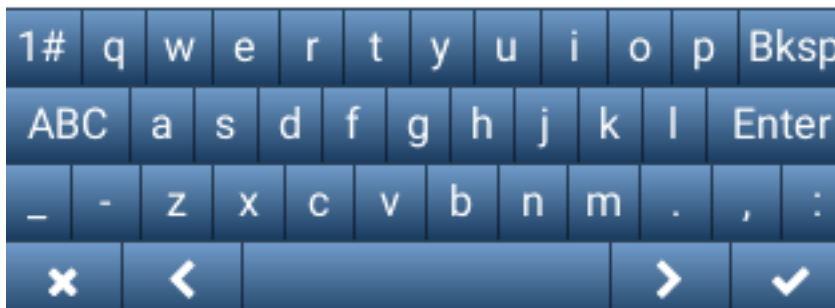 1# q w e r t y u i o p Bksp
ABC a s d f g h j k l Enter
_ - z x c v b n m . , :